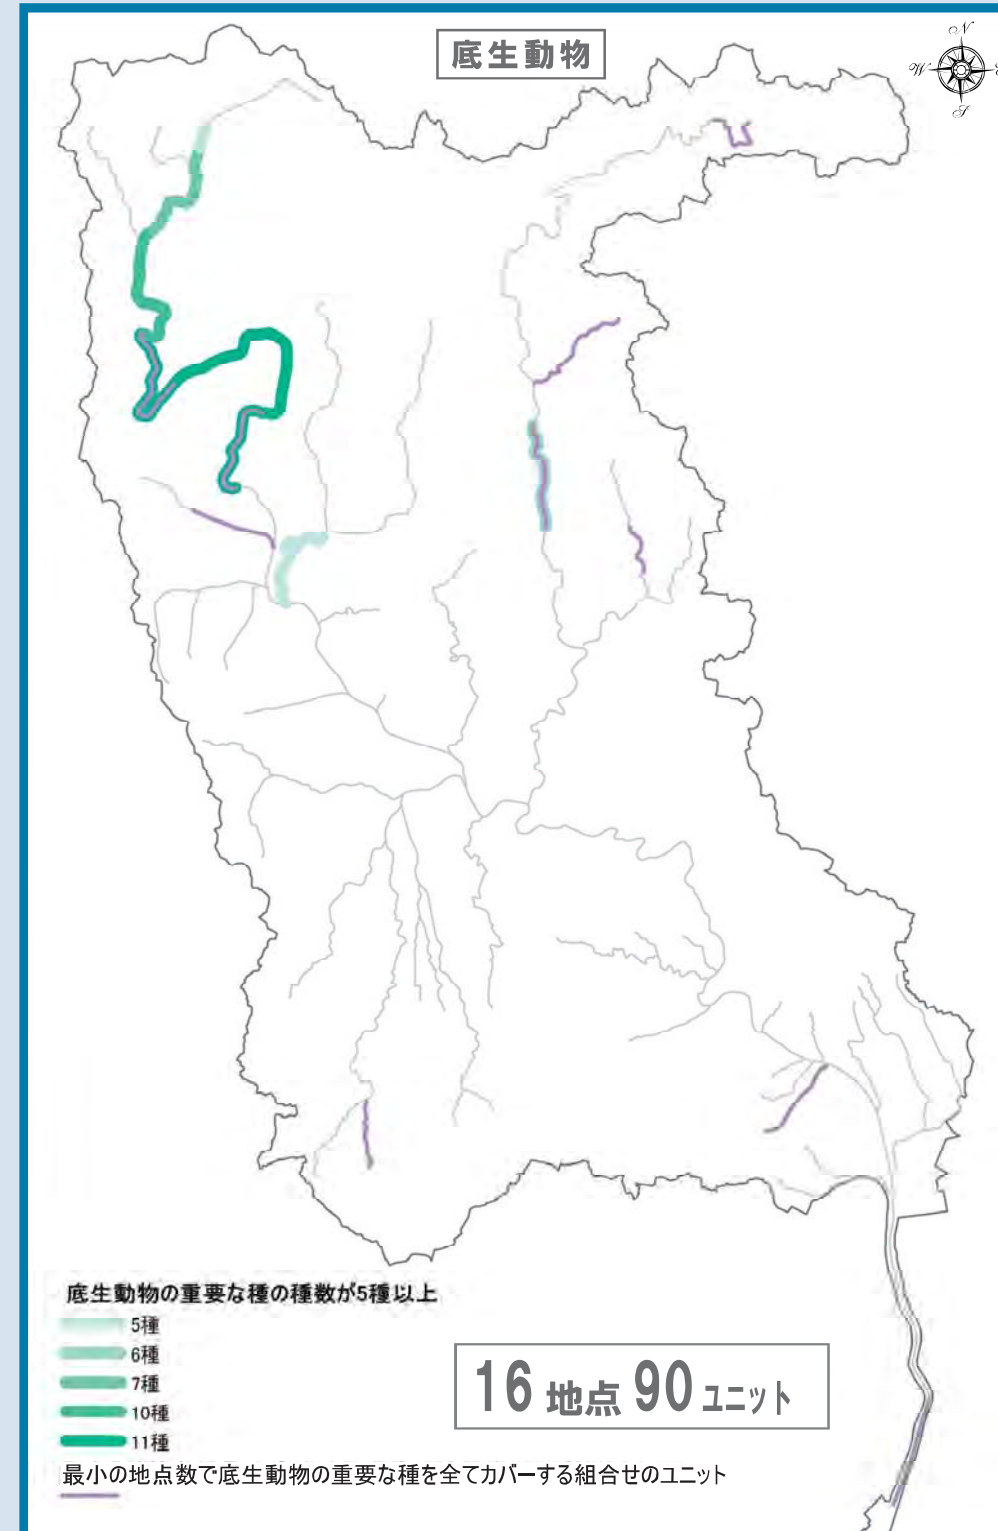 底生動物
N
W
S
底生動物の重要な種の種数が5種以上
5種
6種
7種
10種
11種
16 地点 90 ユニット
最小の地点数で底生動物の重要な種を全てカバーする組合せのユニット